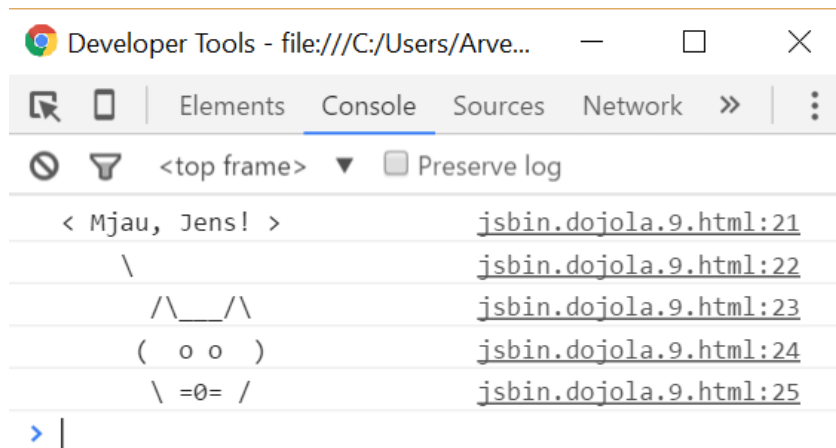 Developer Tools - file:///C:/Users/Arve...
Elements Console Sources Network »
<top frame> ▼ Preserve log
< Mjau, Jens! > jsbin.dojola.9.html:21
\ jsbin.dojola.9.html:22
/\___/\ jsbin.dojola.9.html:23
(  o o  ) jsbin.dojola.9.html:24
\ =0= / jsbin.dojola.9.html:25
>